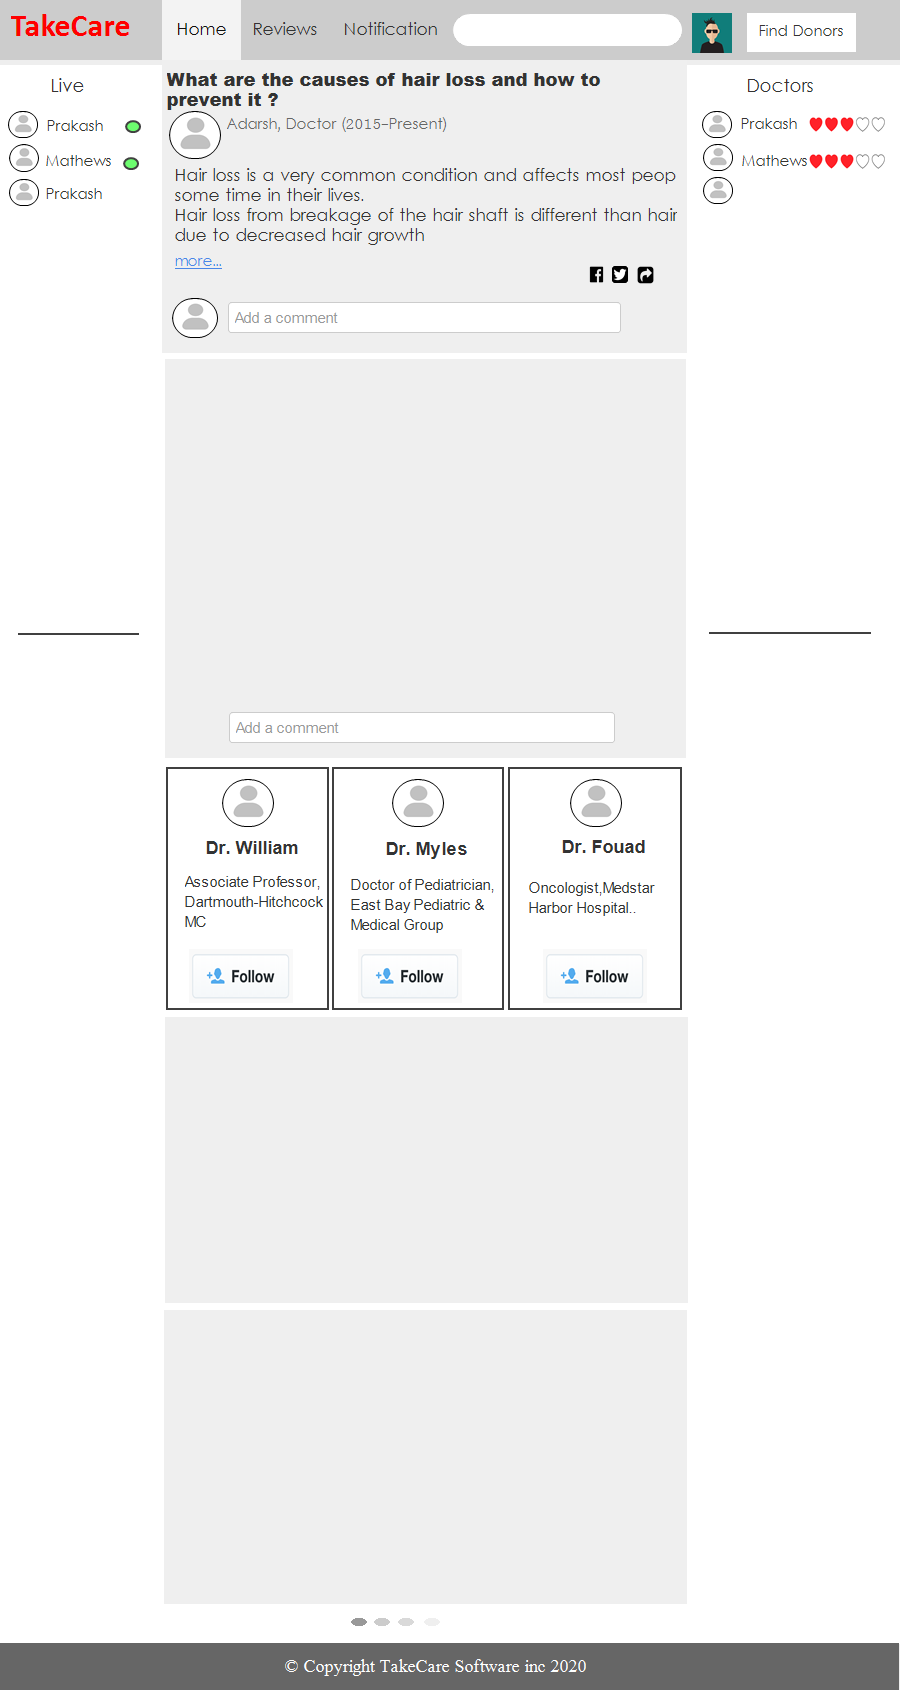 TakeCare
Home Reviews Notification Find Donors
Live
Prakash
Mathews
Prakash
What are the causes of hair loss and how to
prevent it ?
Adarsh, Doctor (2015-Present)
Hair loss is a very common condition and affects most peop
some time in their lives.
Hair loss from breakage of the hair shaft is different than hair
due to decreased hair growth
more...
Add a comment
Doctors
Prakash
Mathews
Add a comment
Dr. William
Associate Professor,
Dartmouth-Hitchcock
MC
Follow
Dr. Myles
Doctor of Pediatrician,
East Bay Pediatric &
Medical Group
Follow
Dr. Fouad
Oncologist,Medstar
Harbor Hospital..
Follow
© Copyright TakeCare Software inc 2020